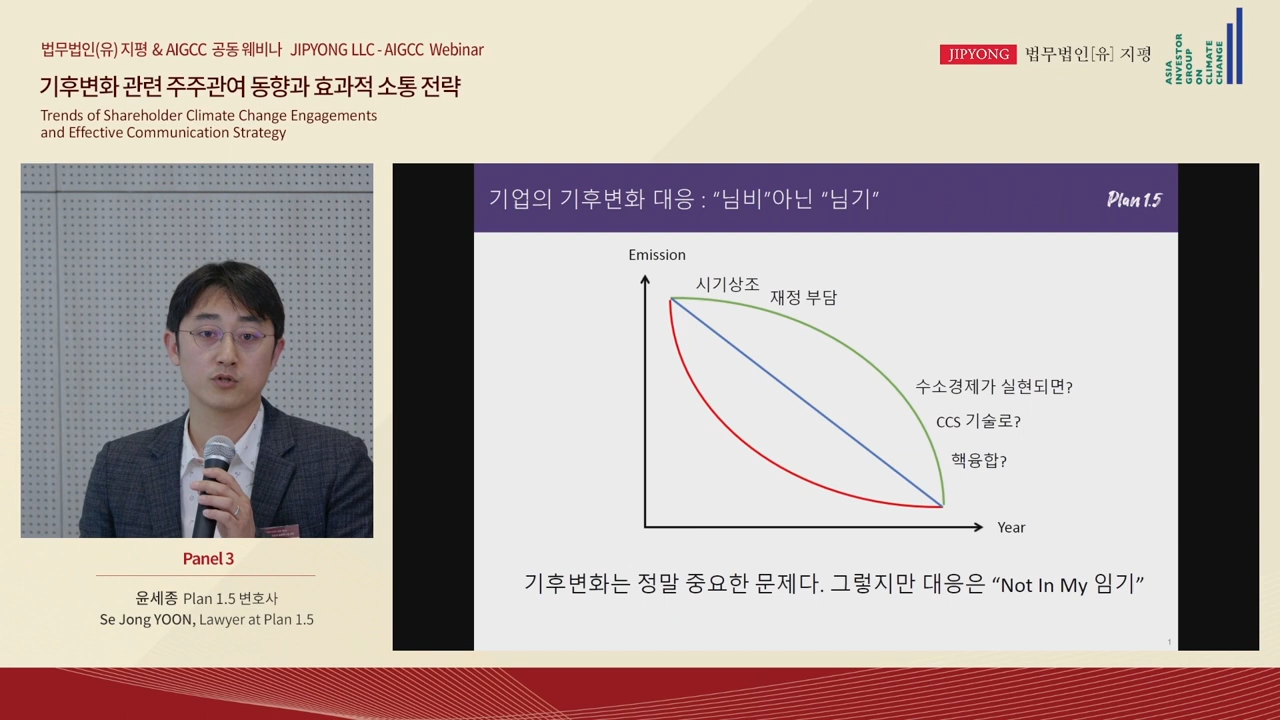 법무법인(유) 지평 & AIGCC 공동 웨비나 JIPYONG LLC - AIGCC Webinar
기후변화 관련 주주관여 동향과 효과적 소통 전략
Trends of Shareholder Climate Change Engagements
and Effective Communication Strategy
JIPYONG 법무법인[유] 지평
ASIA
INVESTOR
GROUP
ON
CLIMATE
CHANGE
기업의 기후변화 대응 : “님비”아닌 “님기”
Plan 1.5
Emission
시기상조
재정 부담
수소경제가 실현되면?
CCS 기술로?
핵융합?
Year
기후변화는 정말 중요한 문제다. 그렇지만 대응은 “Not In My 임기”
1
Panel 3
윤세종 Plan 1.5 변호사
Se Jong YOON, Lawyer at Plan 1.5